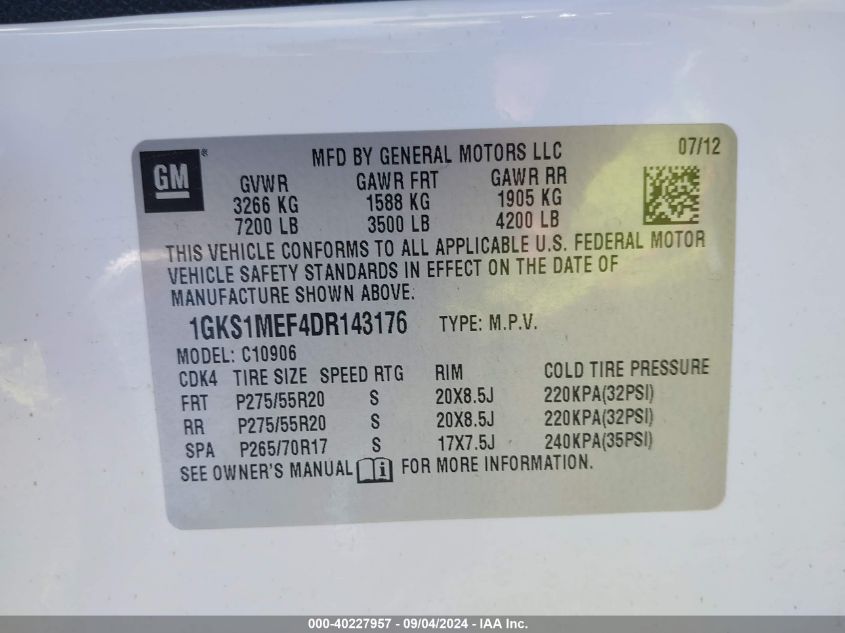 GM®
MFD BY GENERAL MOTORS LLC 07/12
GVWR GAWR FRT GAWR RR
3266 KG 1588 KG 1905 KG
7200 LB 3500 LB 4200 LB
THIS VEHICLE CONFORMS TO ALL APPLICABLE U.S. FEDERAL MOTOR
VEHICLE SAFETY STANDARDS IN EFFECT ON THE DATE OF
MANUFACTURE SHOWN ABOVE.
1GKS1MEF4DR143176 TYPE: M.P.V.
MODEL: C10906
CDK4 TIRE SIZE SPEED RTG RIM COLD TIRE PRESSURE
FRT P275/55R20 S 20X8.5J 220KPA(32PSI)
RR P275/55R20 S 20X8.5J 220KPA(32PSI)
SPA P265/70R17 S 17X7.5J 240KPA(35PSI)
SEE OWNER'S MANUAL i FOR MORE INFORMATION.
000-40227957 - 09/04/2024 - IAA Inc.